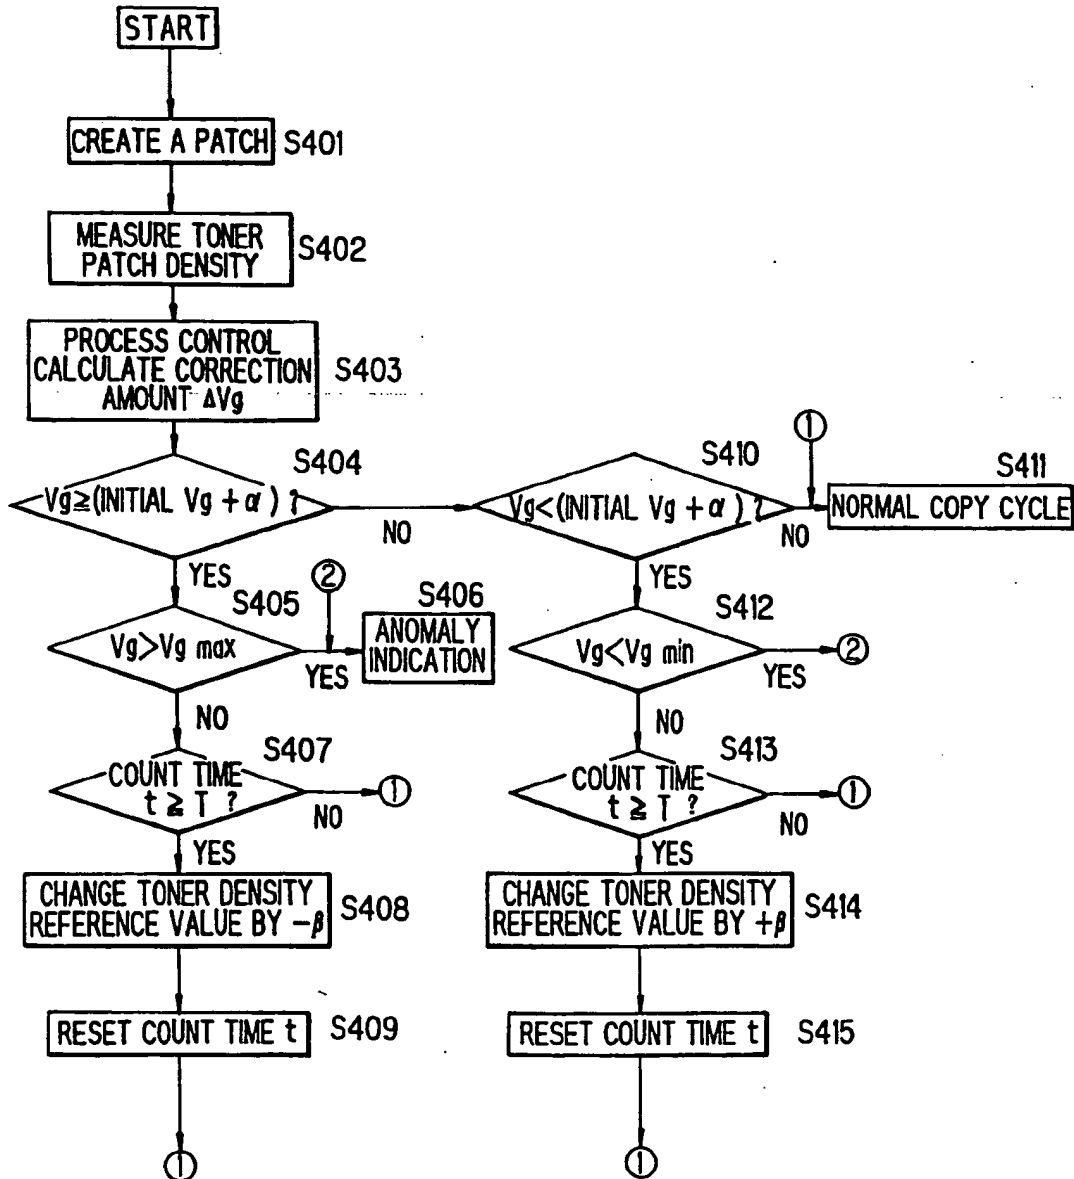 START
CREATE A PATCH S401
MEASURE TONER
PATCH DENSITY
S402
PROCESS CONTROL
CALCULATE CORRECTION
AMOUNT ΔVg
S403
S404
Vg≧(INITIAL Vg + α) ?
NO
YES
S410
Vg<(INITIAL Vg + α) ?
NO
YES
①
S411
NORMAL COPY CYCLE
S405
Vg>Vg max
YES
NO
②
S406
ANOMALY
INDICATION
S412
Vg<Vg min
YES
②
NO
S407
COUNT TIME
t ≧ T ?
NO
①
YES
S413
COUNT TIME
t ≧ T ?
NO
①
YES
CHANGE TONER DENSITY
REFERENCE VALUE BY −β
S408
CHANGE TONER DENSITY
REFERENCE VALUE BY +β
S414
RESET COUNT TIME t S409
RESET COUNT TIME t S415
①
①